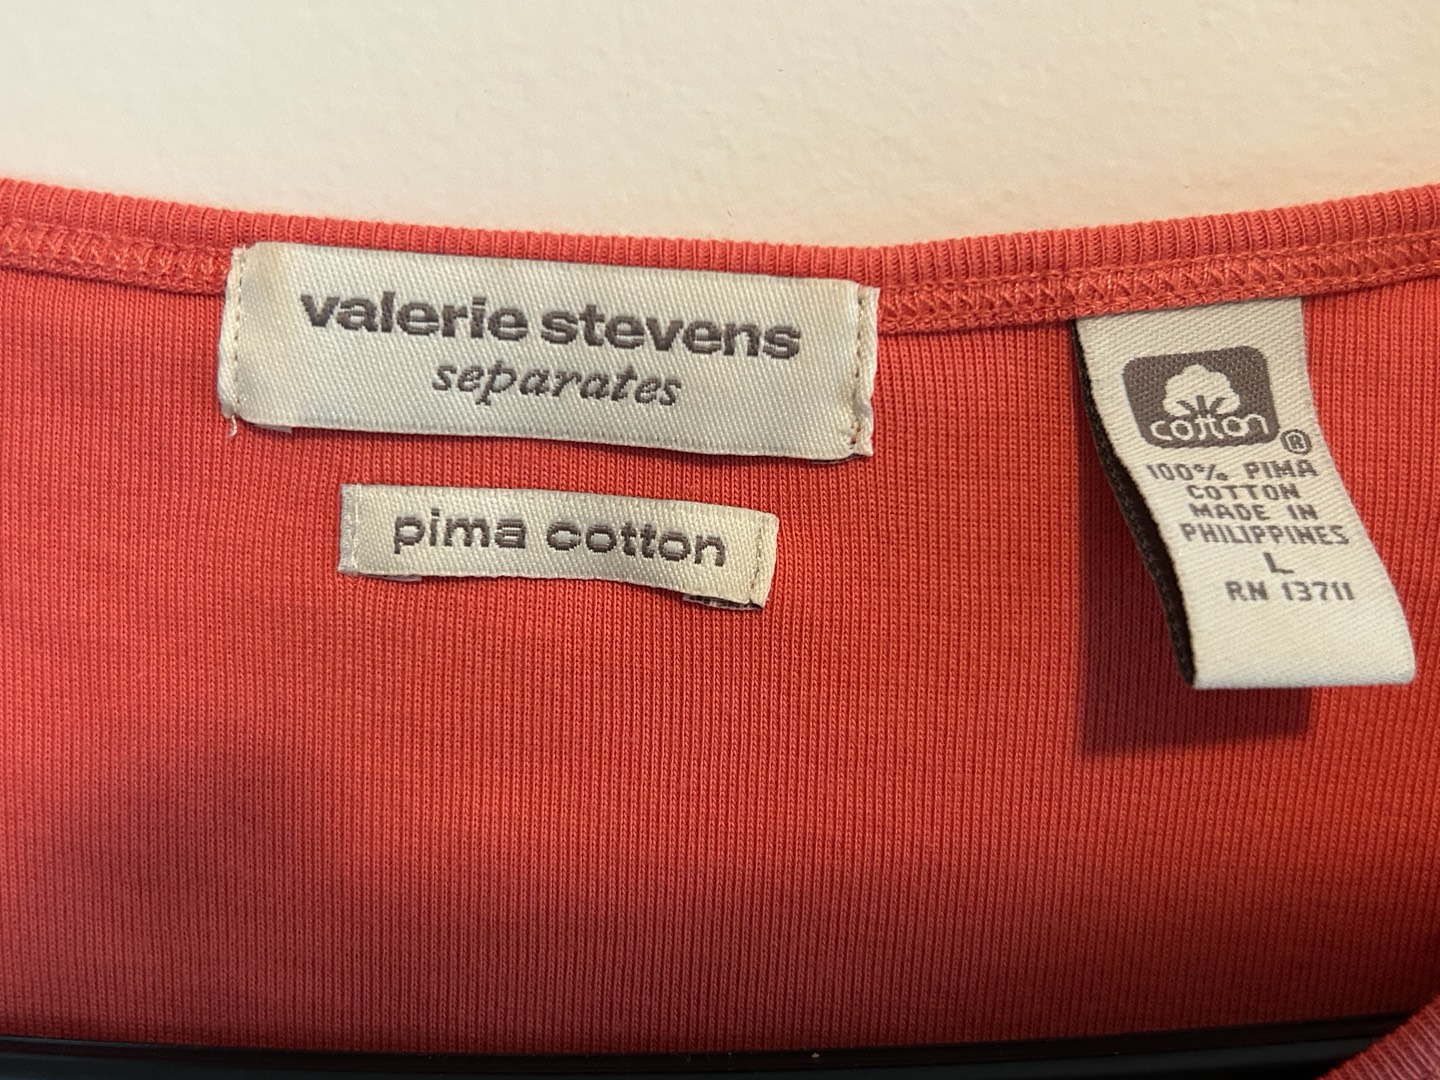 valerie stevens
separates
pima cotton
cotton®
100% PIMA
COTTON
MADE IN
PHILIPPINES
L
RN 13711